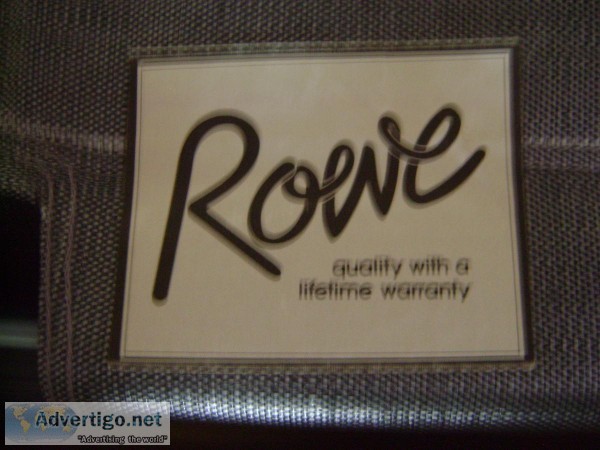 Rowe
quality with a
lifetime warranty
Advertigo.net
"Advertising the world"